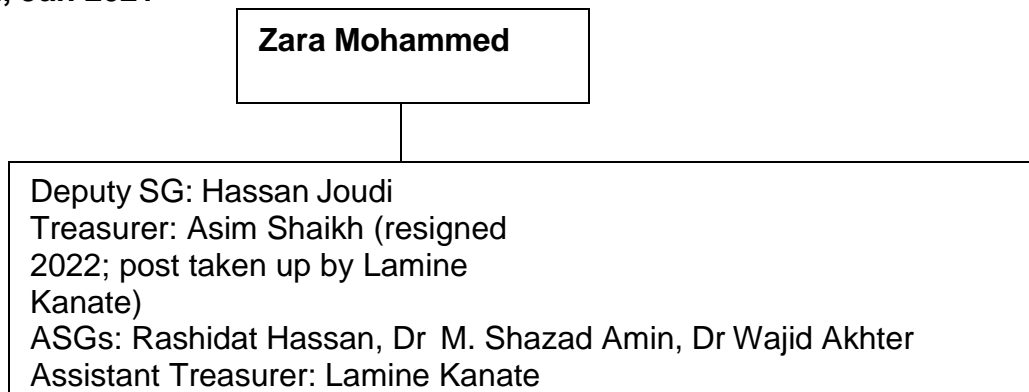 Zara Mohammed
Deputy SG: Hassan Joudi
Treasurer: Asim Shaikh (resigned
2022; post taken up by Lamine
Kanate)
ASGs: Rashidat Hassan, Dr M. Shazad Amin, Dr Wajid Akhter
Assistant Treasurer: Lamine Kanate